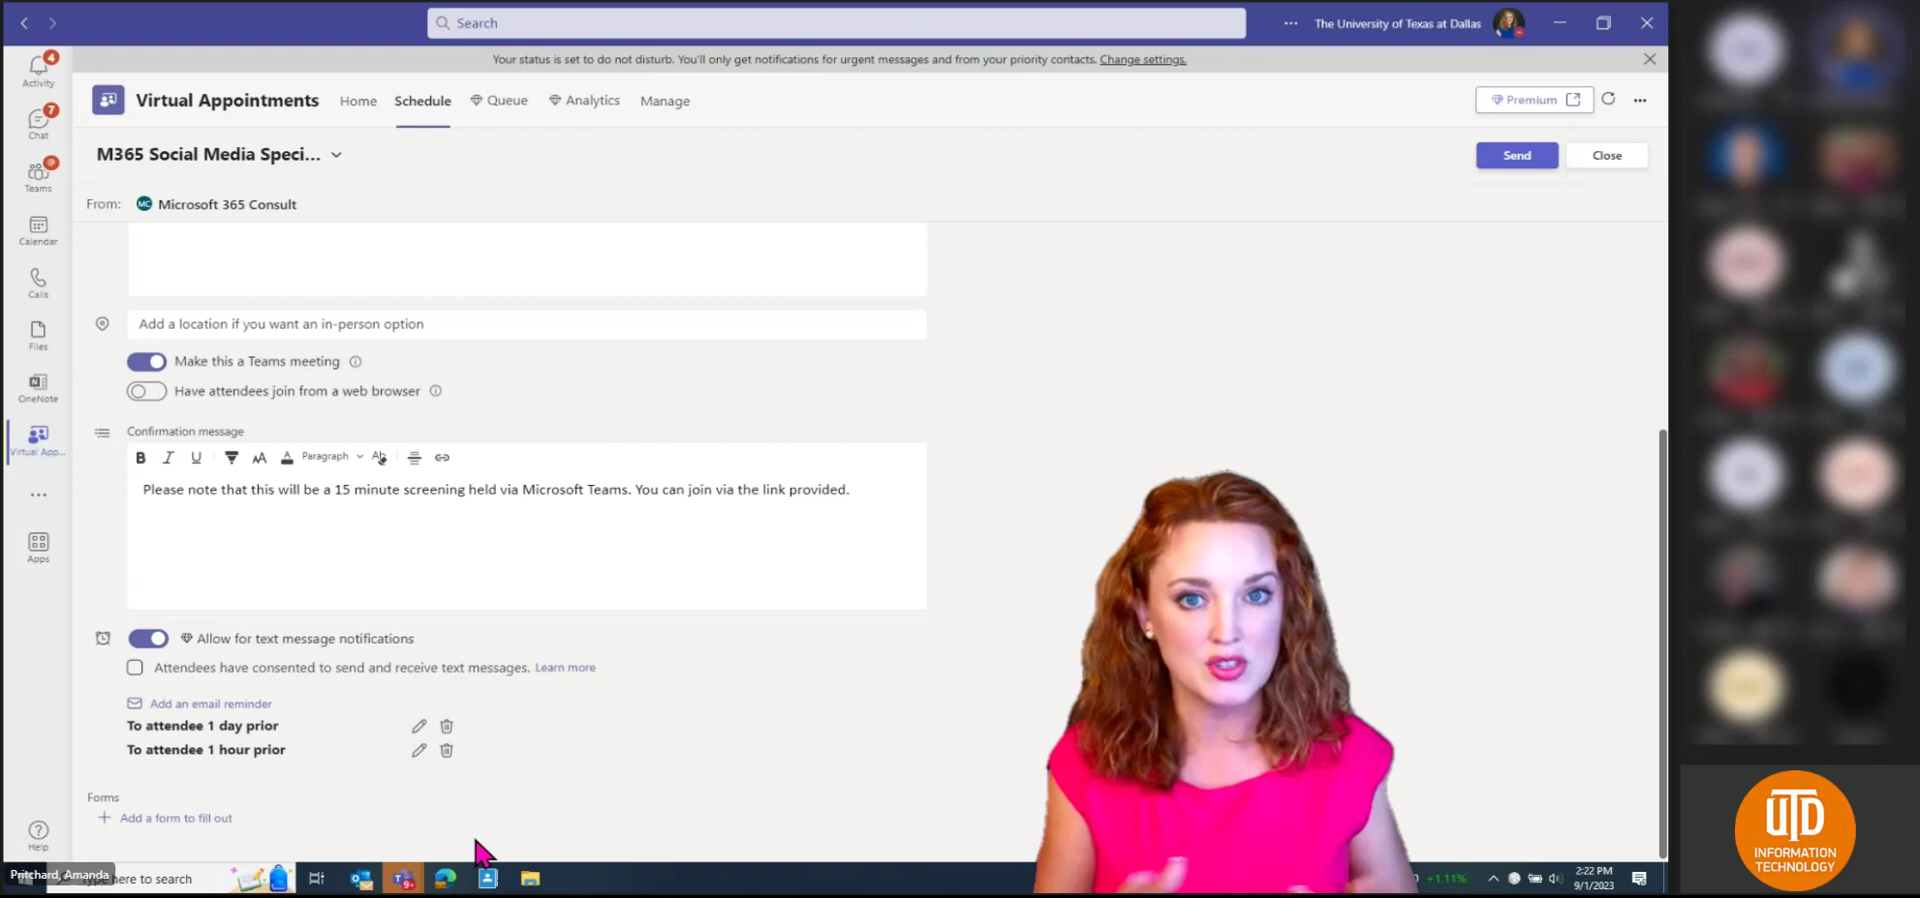 Search
The University of Texas at Dallas
Your status is set to do not disturb. You'll only get notifications for urgent messages and from your priority contacts. Change settings.
4
Activity
7
Chat
Teams
Calendar
Calls
Files
OneNote
Virtual App...
Apps
Help
Virtual Appointments
Home
Schedule
Queue
Analytics
Manage
Premium
M365 Social Media Speci...
Send
Close
From:
MC
Microsoft 365 Consult
Add a location if you want an in-person option
Make this a Teams meeting
Have attendees join from a web browser
Confirmation message
B I U AA A Paragraph
Please note that this will be a 15 minute screening held via Microsoft Teams. You can join via the link provided.
Allow for text message notifications
Attendees have consented to send and receive text messages. Learn more
Add an email reminder
To attendee 1 day prior
To attendee 1 hour prior
Forms
Add a form to fill out
Pritchard, Amanda
here to search
9+
+1.11%
2:22 PM
9/1/2023
UTD
INFORMATION
TECHNOLOGY